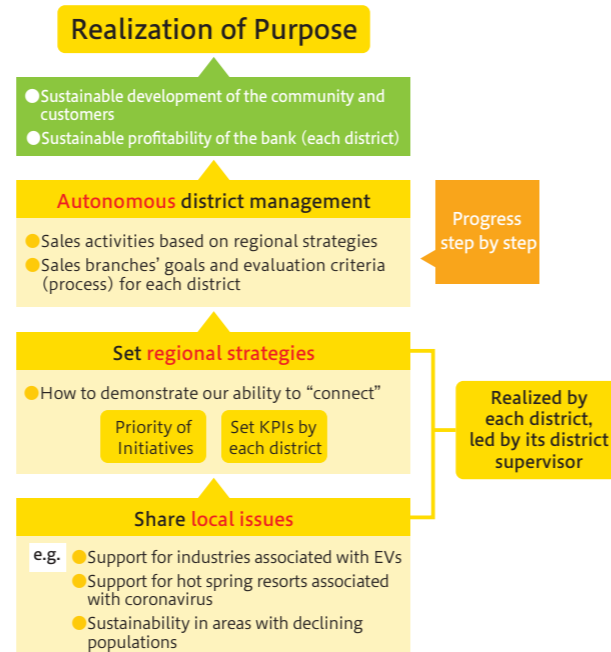 Realization of Purpose
●Sustainable development of the community and
customers
●Sustainable profitability of the bank (each district)
Autonomous district management
●Sales activities based on regional strategies
●Sales branches’ goals and evaluation criteria
(process) for each district
Progress
step by step
Set regional strategies
●How to demonstrate our ability to “connect”
Priority of
Initiatives
Set KPIs by
each district
Realized by
each district,
led by its district
supervisor
Share local issues
e.g.
●Support for industries associated with EVs
●Support for hot spring resorts associated
with coronavirus
●Sustainability in areas with declining
populations